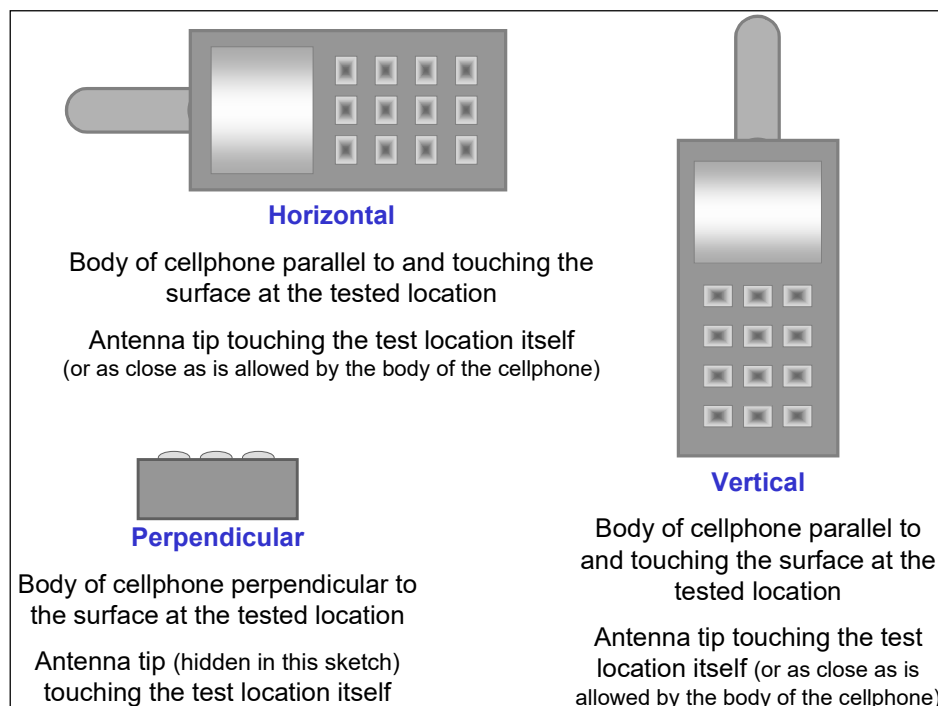 Horizontal
Body of cellphone parallel to and touching the
surface at the tested location
Antenna tip touching the test location itself
(or as close as is allowed by the body of the cellphone)
Perpendicular
Body of cellphone perpendicular to
the surface at the tested location
Antenna tip (hidden in this sketch)
touching the test location itself
Vertical
Body of cellphone parallel to
and touching the surface at the
tested location
Antenna tip touching the test
location itself (or as close as is
allowed by the body of the cellphone)